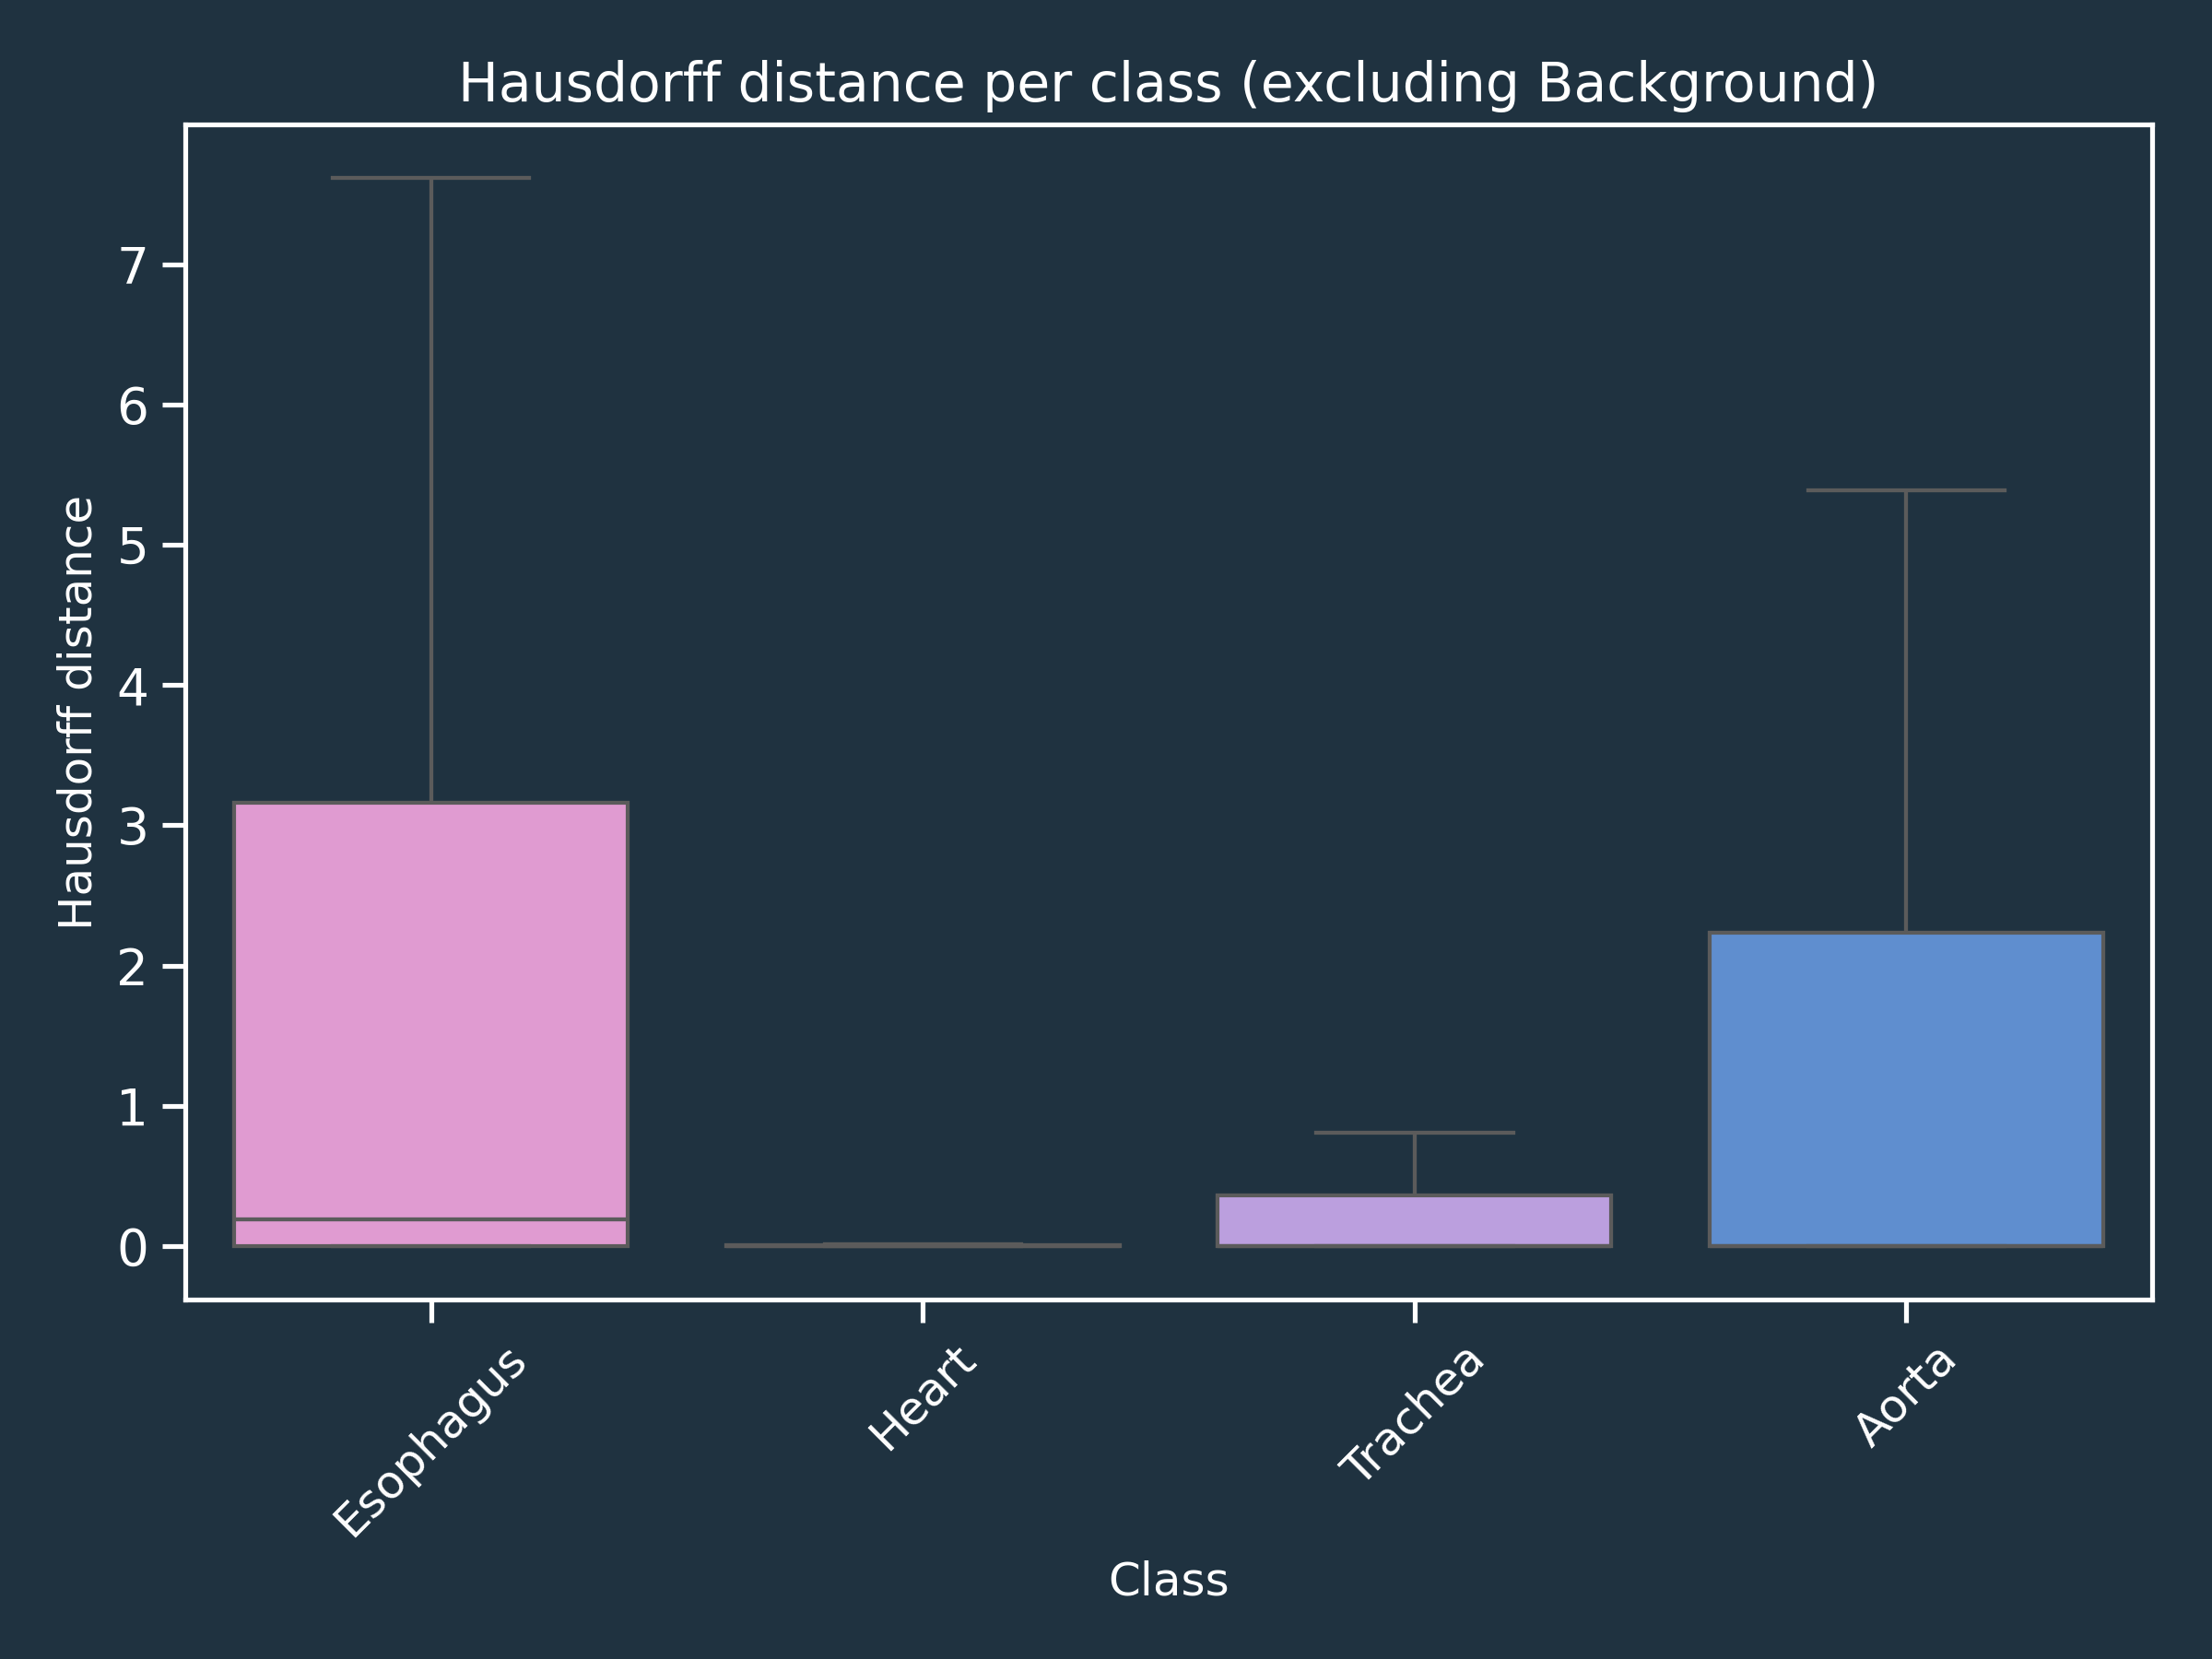 Hausdorff distance per class (excluding Background)
Hausdorff distance
7
6
5
4
3
2
1
0
Esophagus
Heart
Trachea
Aorta
Class